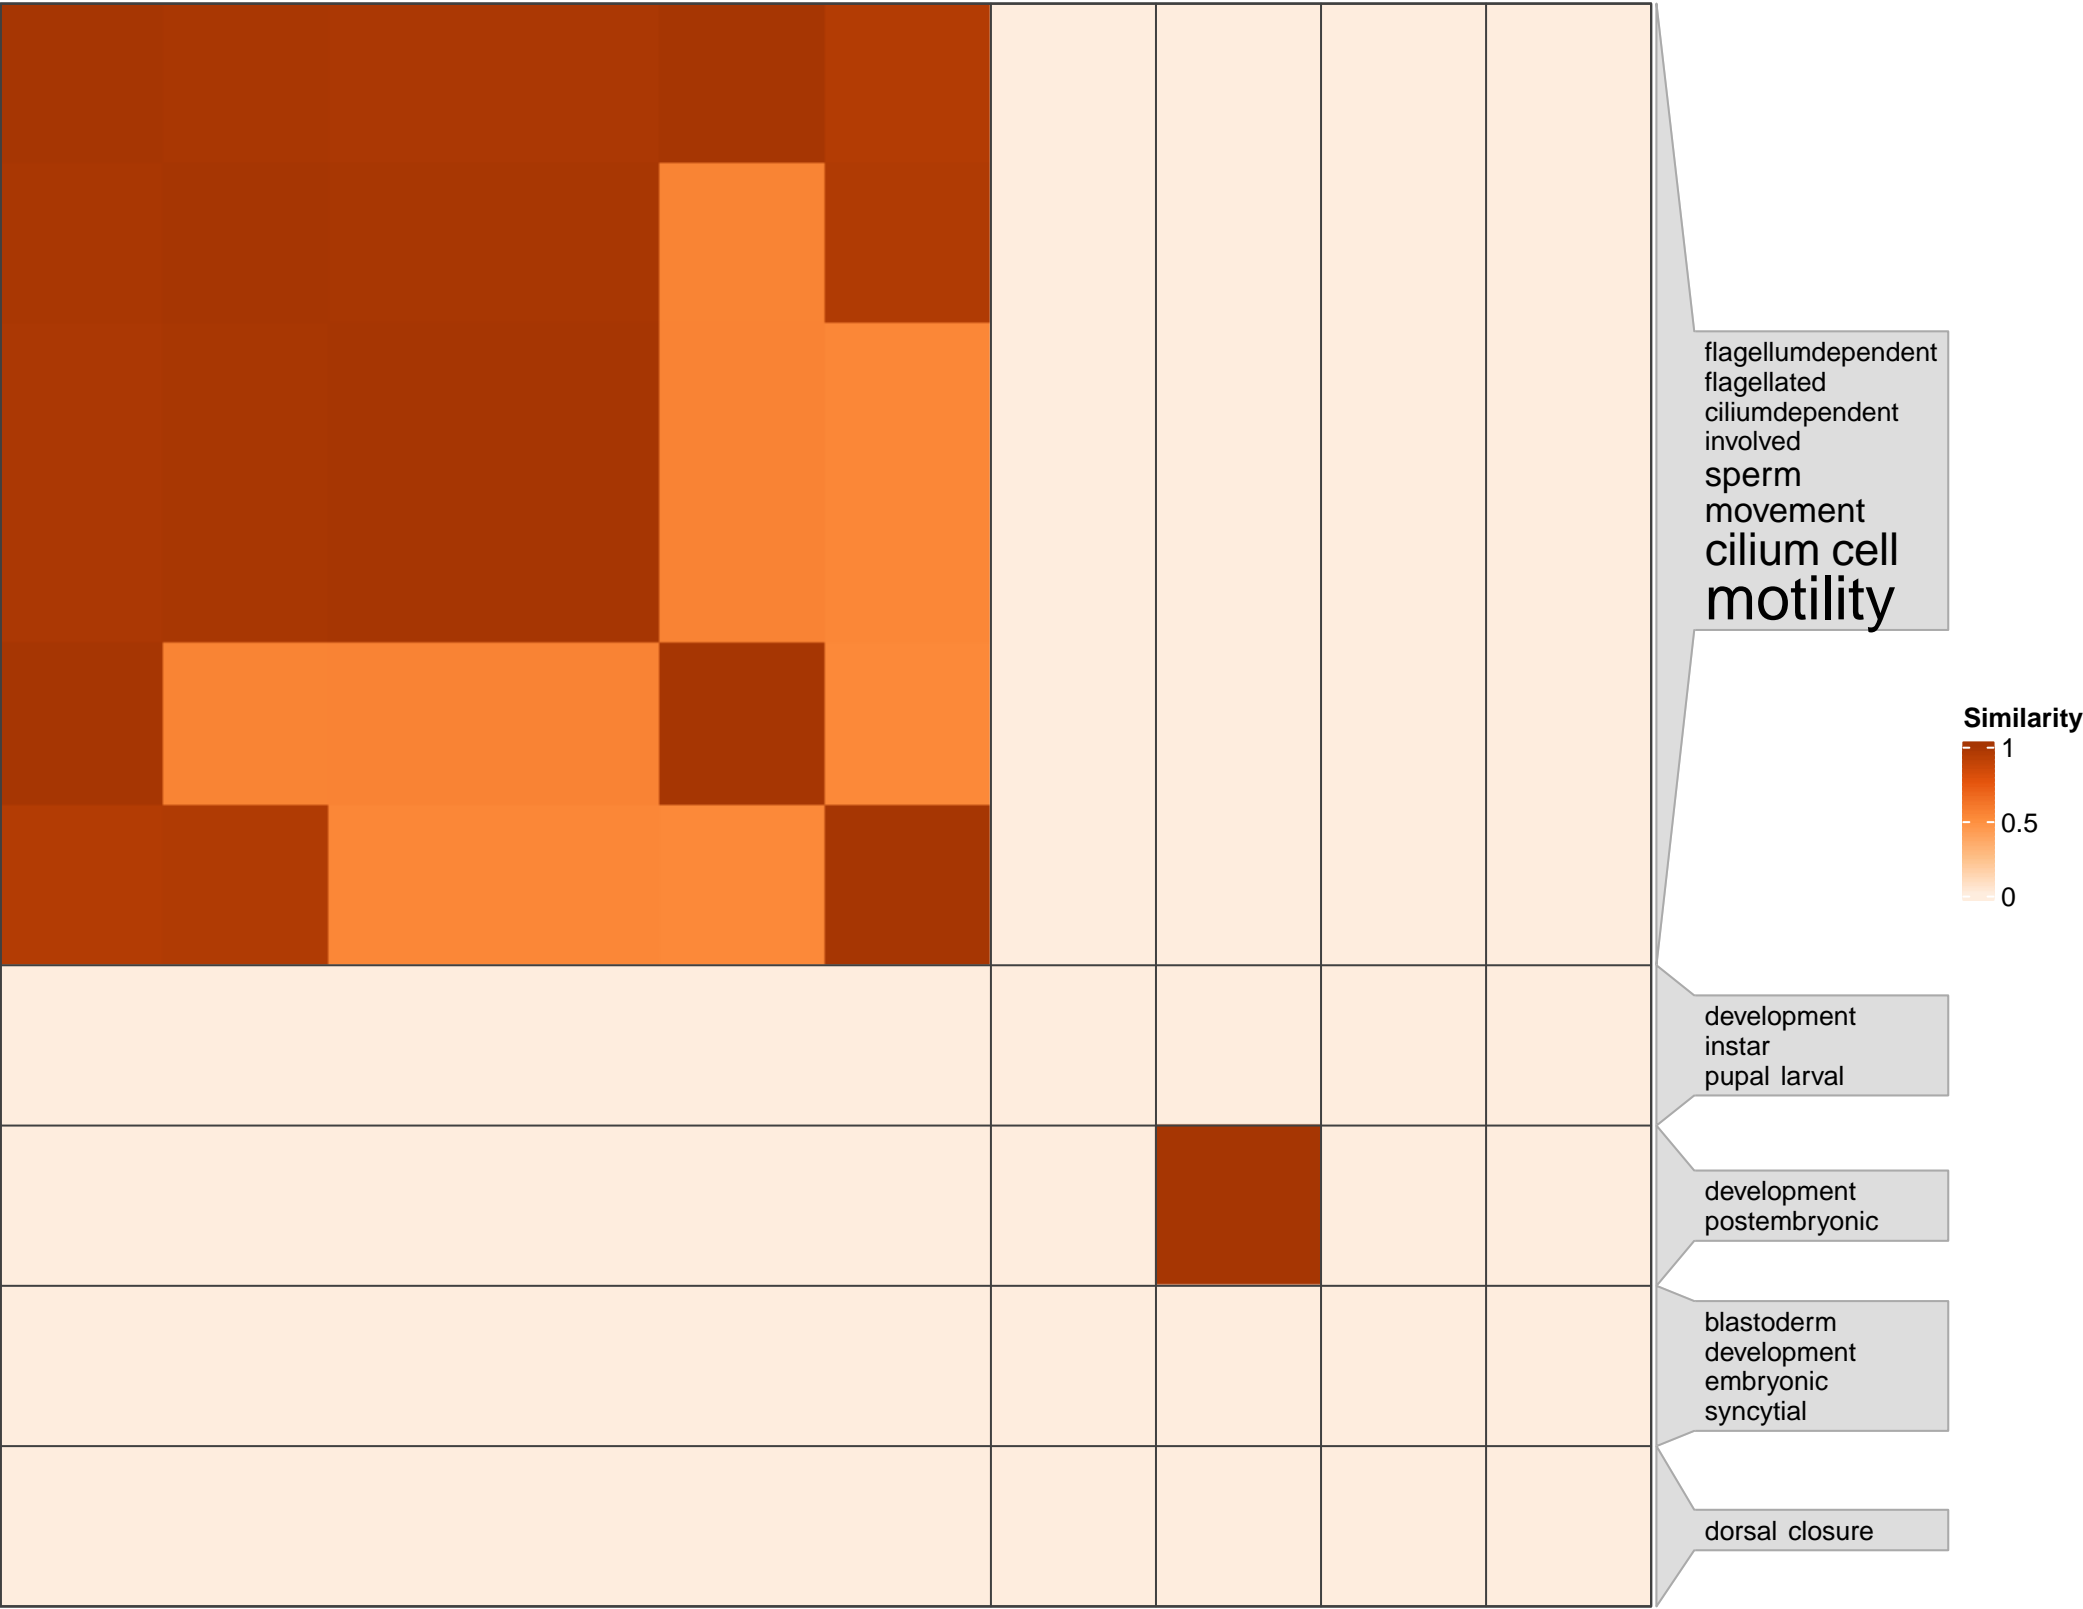 flagellumdependent
flagellated
ciliumdependent
involved
sperm
movement
cilium cell
motility
Similarity
1
0.5
0
development
instar
pupal larval
development
postembryonic
blastoderm
development
embryonic
syncytial
dorsal closure